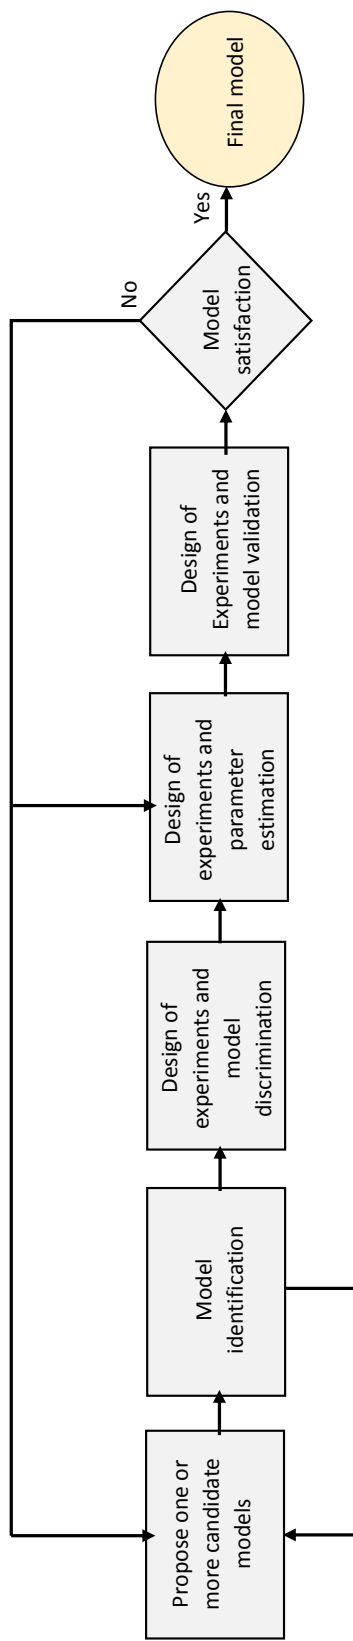 Propose one or
more candidate
models
Model
identification
Design of
experiments and
model
discrimination
Design of
experiments and
parameter
estimation
Design of
Experiments and
model validation
Model
satisfaction
No
Yes
Final model